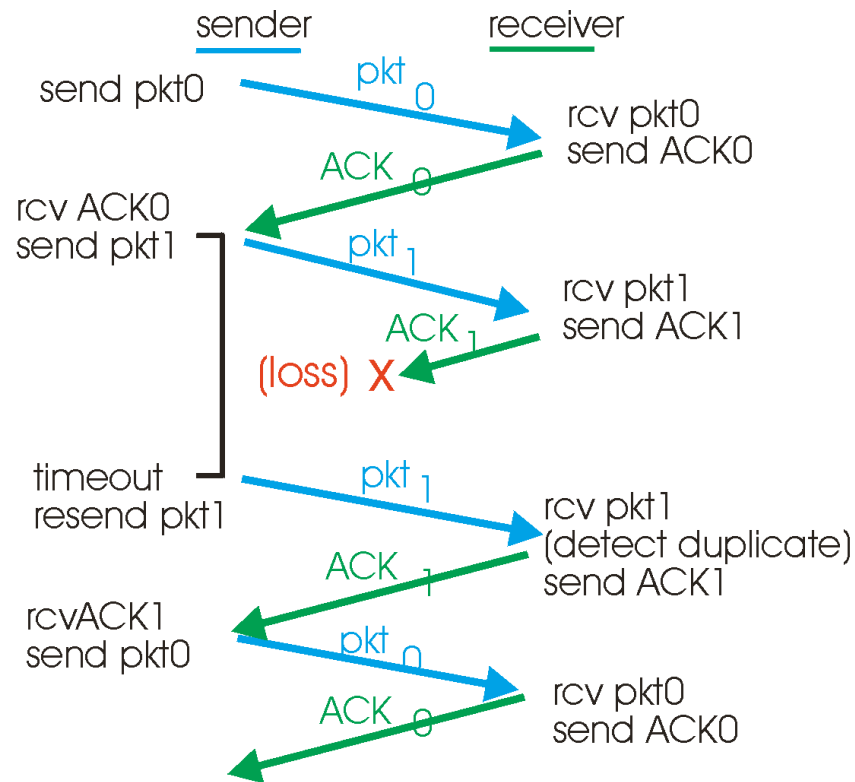 sender
receiver
send pkt0
pkt 0
rcv pkt0
send ACK0
ACK 0
rcv ACK0
send pkt1
pkt 1
rcv pkt1
send ACK1
ACK 1
(loss) X
timeout
resend pkt1
pkt 1
rcv pkt1
(detect duplicate)
send ACK1
ACK 1
rcvACK1
send pkt0
pkt 0
rcv pkt0
send ACK0
ACK 0